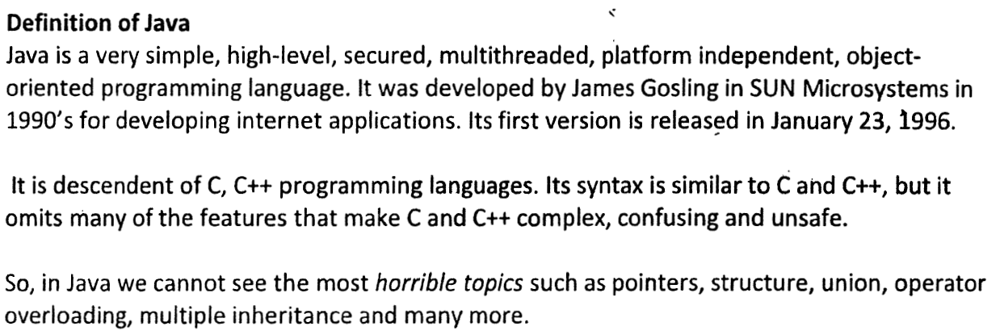 Definition of Java
Java is a very simple, high-level, secured, multithreaded, platform independent, object-
oriented programming language. It was developed by James Gosling in SUN Microsystems in
1990's for developing internet applications. Its first version is released in January 23, 1996.
It is descendent of C, C++ programming languages. Its syntax is similar to C and C++, but it
omits many of the features that make C and C++ complex, confusing and unsafe.
So, in Java we cannot see the most horrible topics such as pointers, structure, union, operator
overloading, multiple inheritance and many more.